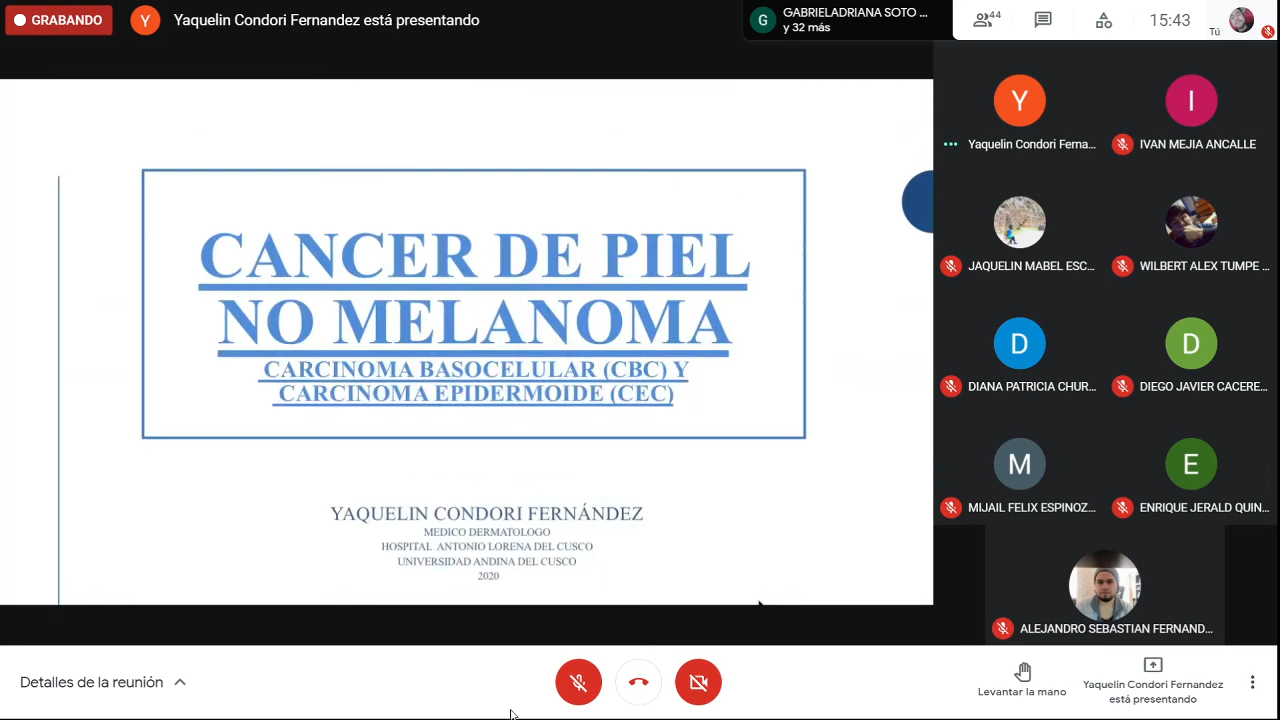 GRABANDO
Y
Yaquelin Condori Fernandez está presentando
G
GABRIELADRIANA SOTO ...
y 32 más
44
15:43
Tú
CANCER DE PIEL
NO MELANOMA
CARCINOMA BASOCELULAR (CBC) Y
CARCINOMA EPIDERMOIDE (CEC)
YAQUELIN CONDORI FERNÁNDEZ
MEDICO DERMATOLOGO
HOSPITAL ANTONIO LORENA DEL CUSCO
UNIVERSIDAD ANDINA DEL CUSCO
2020
Y
Yaquelin Condori Ferna...
I
IVAN MEJIA ANCALLE
JAQUELIN MABEL ESC...
WILBERT ALEX TUMPE ...
D
DIANA PATRICIA CHUR...
D
DIEGO JAVIER CACERE...
M
MIJAIL FELIX ESPINOZ...
E
ENRIQUE JERALD QUIN...
ALEJANDRO SEBASTIAN FERNAND...
Detalles de la reunión
Levantar la mano
Yaquelin Condori Fernandez
está presentando